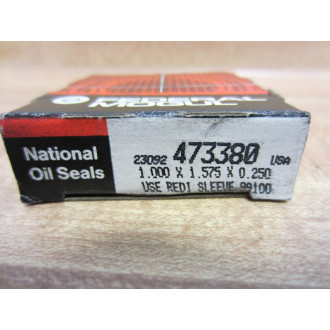 National
Oil Seals
23092 473380 USA
1.000 X 1.575 X 0.250
USE REDI SLEEVE 99100